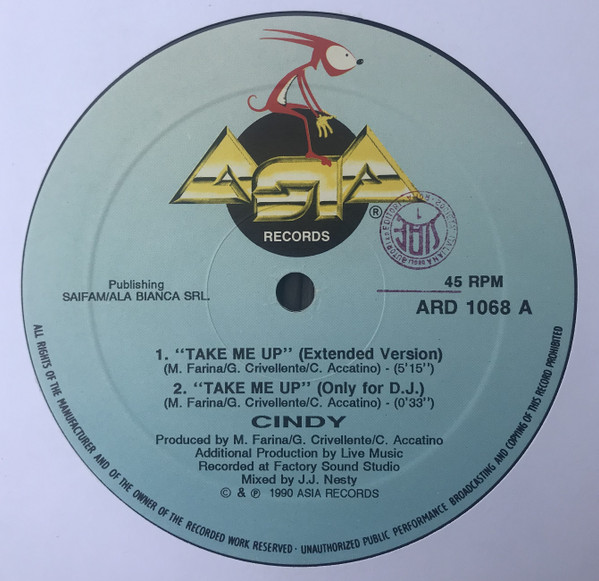 ASIA
®
RECORDS
SIAE
Publishing
SAIFAM/ALA BIANCA SRL.
45 RPM
ARD 1068 A
1. “TAKE ME UP” (Extended Version)
(M. Farina/G. Crivellente/C. Accatino) - (5’15’’)
2. “TAKE ME UP” (Only for D.J.)
(M. Farina/G. Crivellente/C. Accatino) - (0’33’’)
CINDY
Produced by M. Farina/G. Crivellente/C. Accatino
Additional Production by Live Music
Recorded at Factory Sound Studio
Mixed by J.J. Nesty
© & ℗ 1990 ASIA RECORDS
ALL RIGHTS OF THE MANUFACTURER AND OF THE OWNER OF THE RECORDED WORK RESERVED - UNAUTHORIZED PUBLIC PERFORMANCE BROADCASTING AND COPYING OF THIS RECORD PROHIBITED